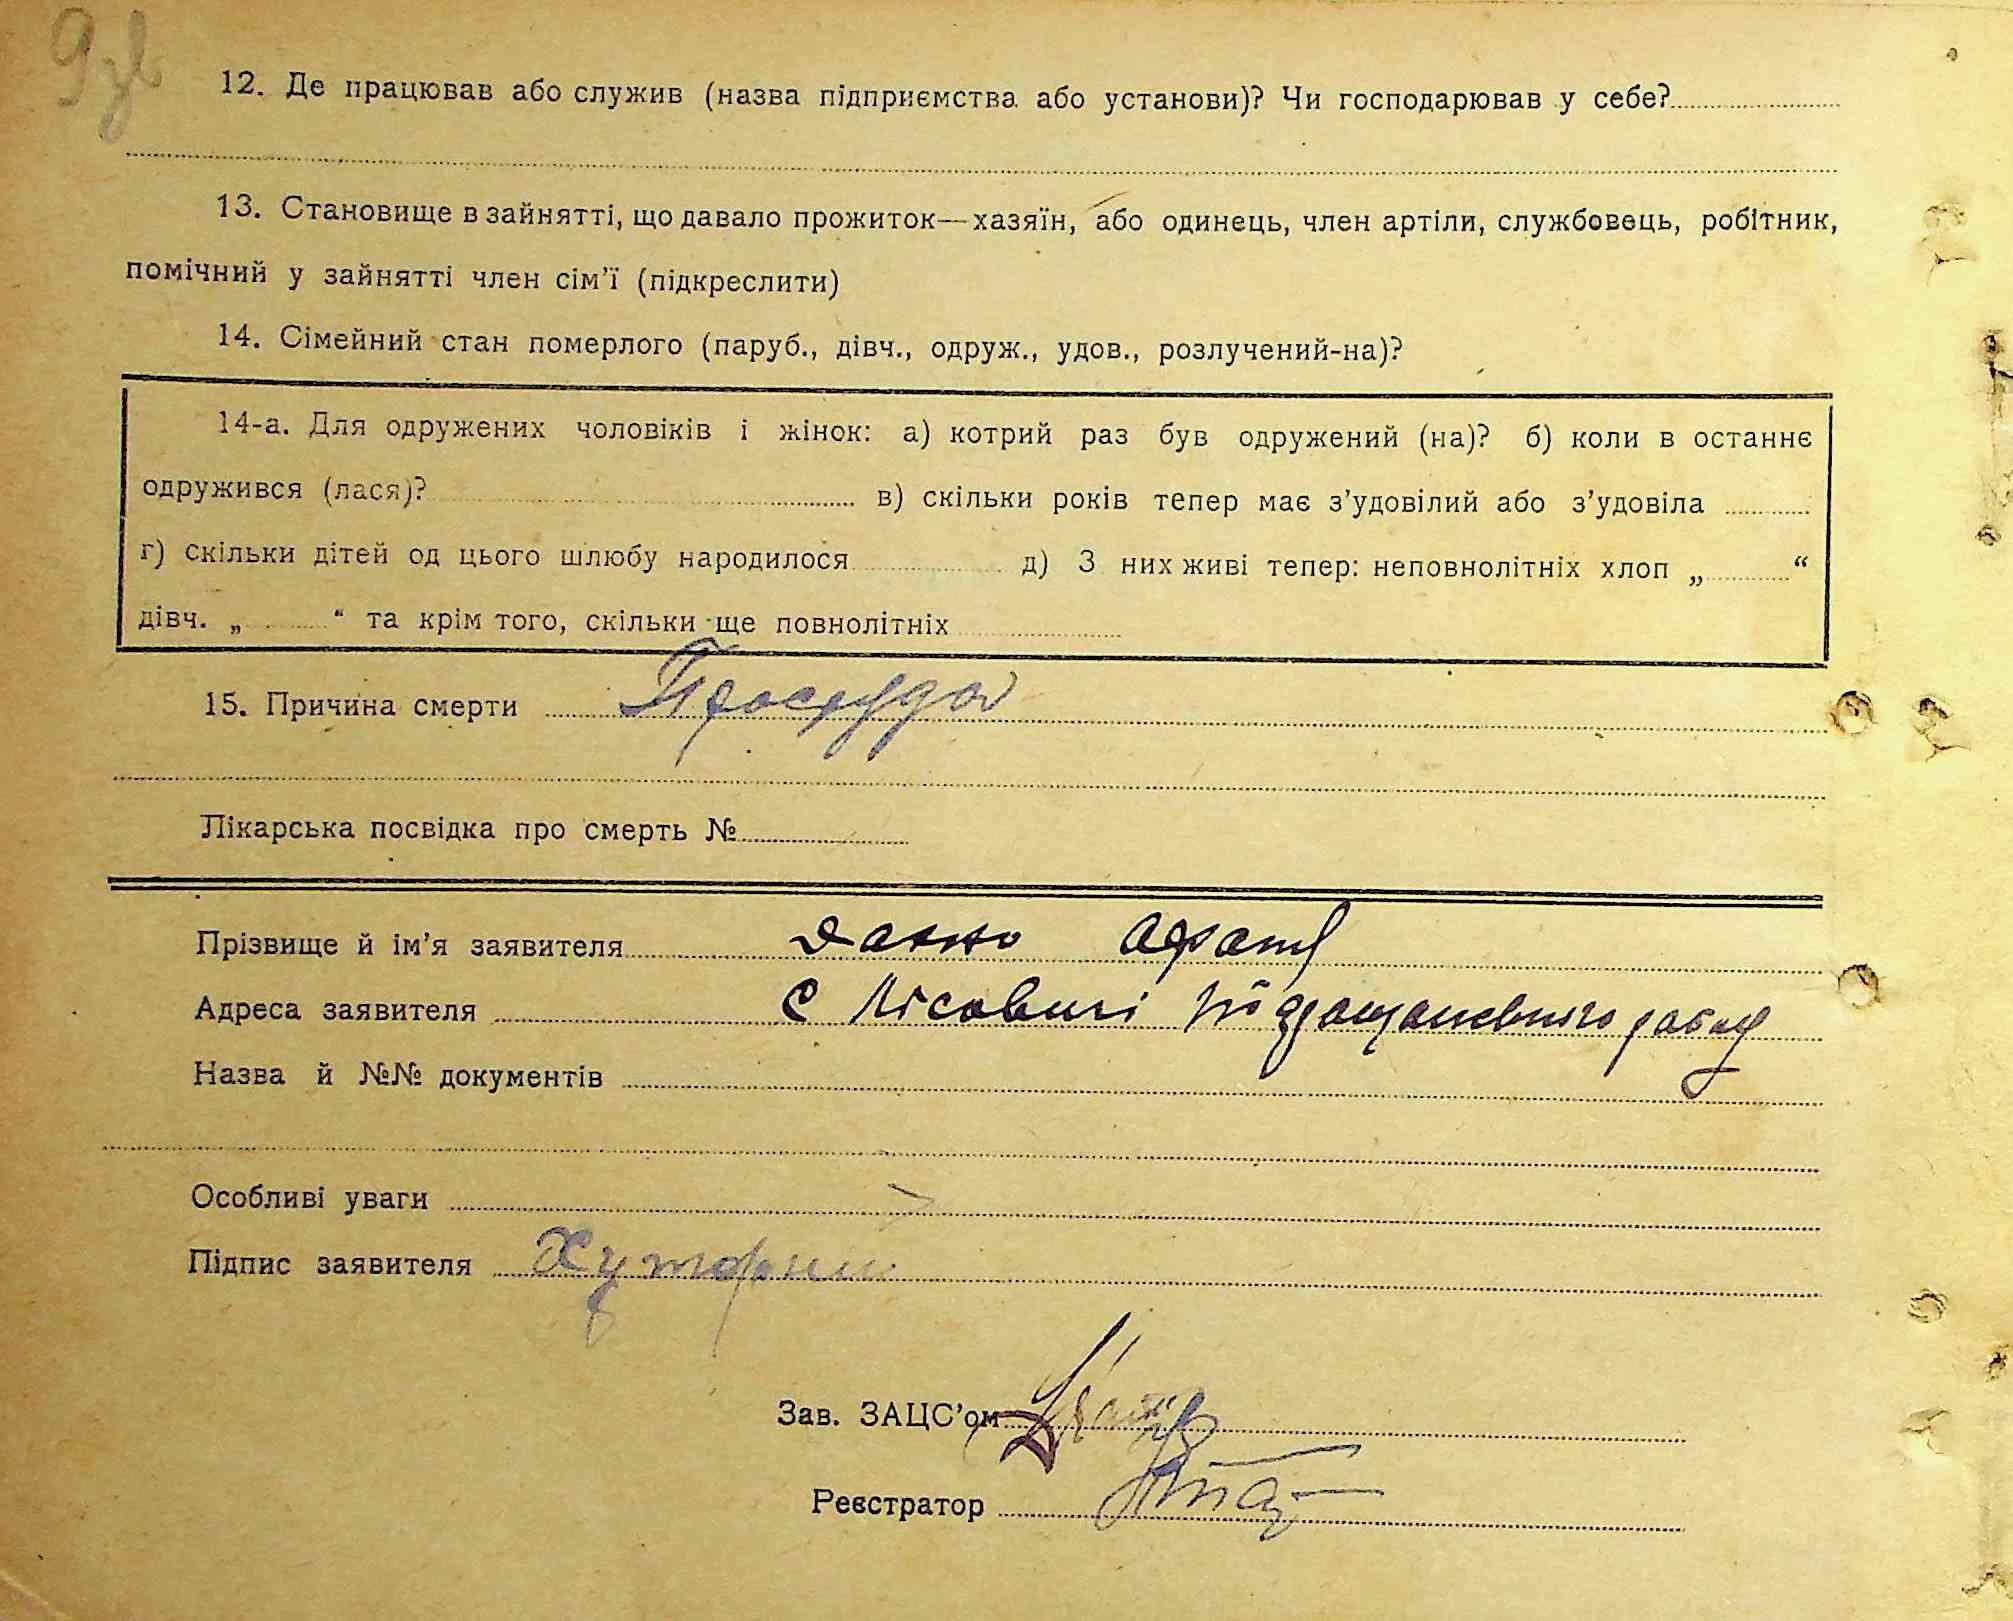 9 зв
12. Де працював або служив (назва підприємства або установи)? Чи господарював у себе?
13. Становище в зайнятті, що давало прожиток—хазяїн, або одинець, член артіли, службовець, робітник,
помічний у зайнятті член сім’ї (підкреслити)
14. Сімейний стан померлого (паруб., дівч., одруж., удов., розлучений-на)?
14-а. Для одружених чоловіків і жінок: а) котрий раз був одружений (на)? б) коли в останнє
одружився (лася)? в) скільки років тепер має з’удовілий або з’удовіла
г) скільки дітей од цього шлюбу народилося д) З них живі тепер: неповнолітніх хлоп „ “
дівч. „ “ та крім того, скільки ще повнолітніх
15. Причина смерти Простуда
Лікарська посвідка про смерть №
Прізвище й ім’я заявителя
Адреса заявителя с Лісовичі
Назва й №№ документів
Особливі уваги
Підпис заявителя Хуторний
Зав. ЗАЦС’ом
Реєстратор